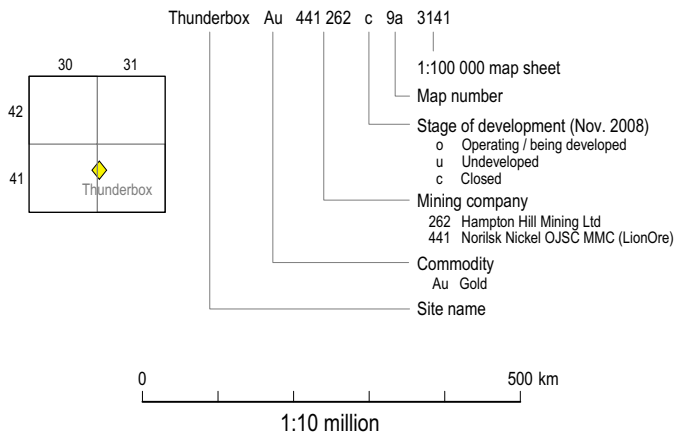 Thunderbox Au 441 262 c 9a 3141
30 31
42
41
Thunderbox
1:100 000 map sheet
Map number
Stage of development (Nov. 2008)
o Operating / being developed
u Undeveloped
c Closed
Mining company
262 Hampton Hill Mining Ltd
441 Norilsk Nickel OJSC MMC (LionOre)
Commodity
Au Gold
Site name
0 500 km
1:10 million